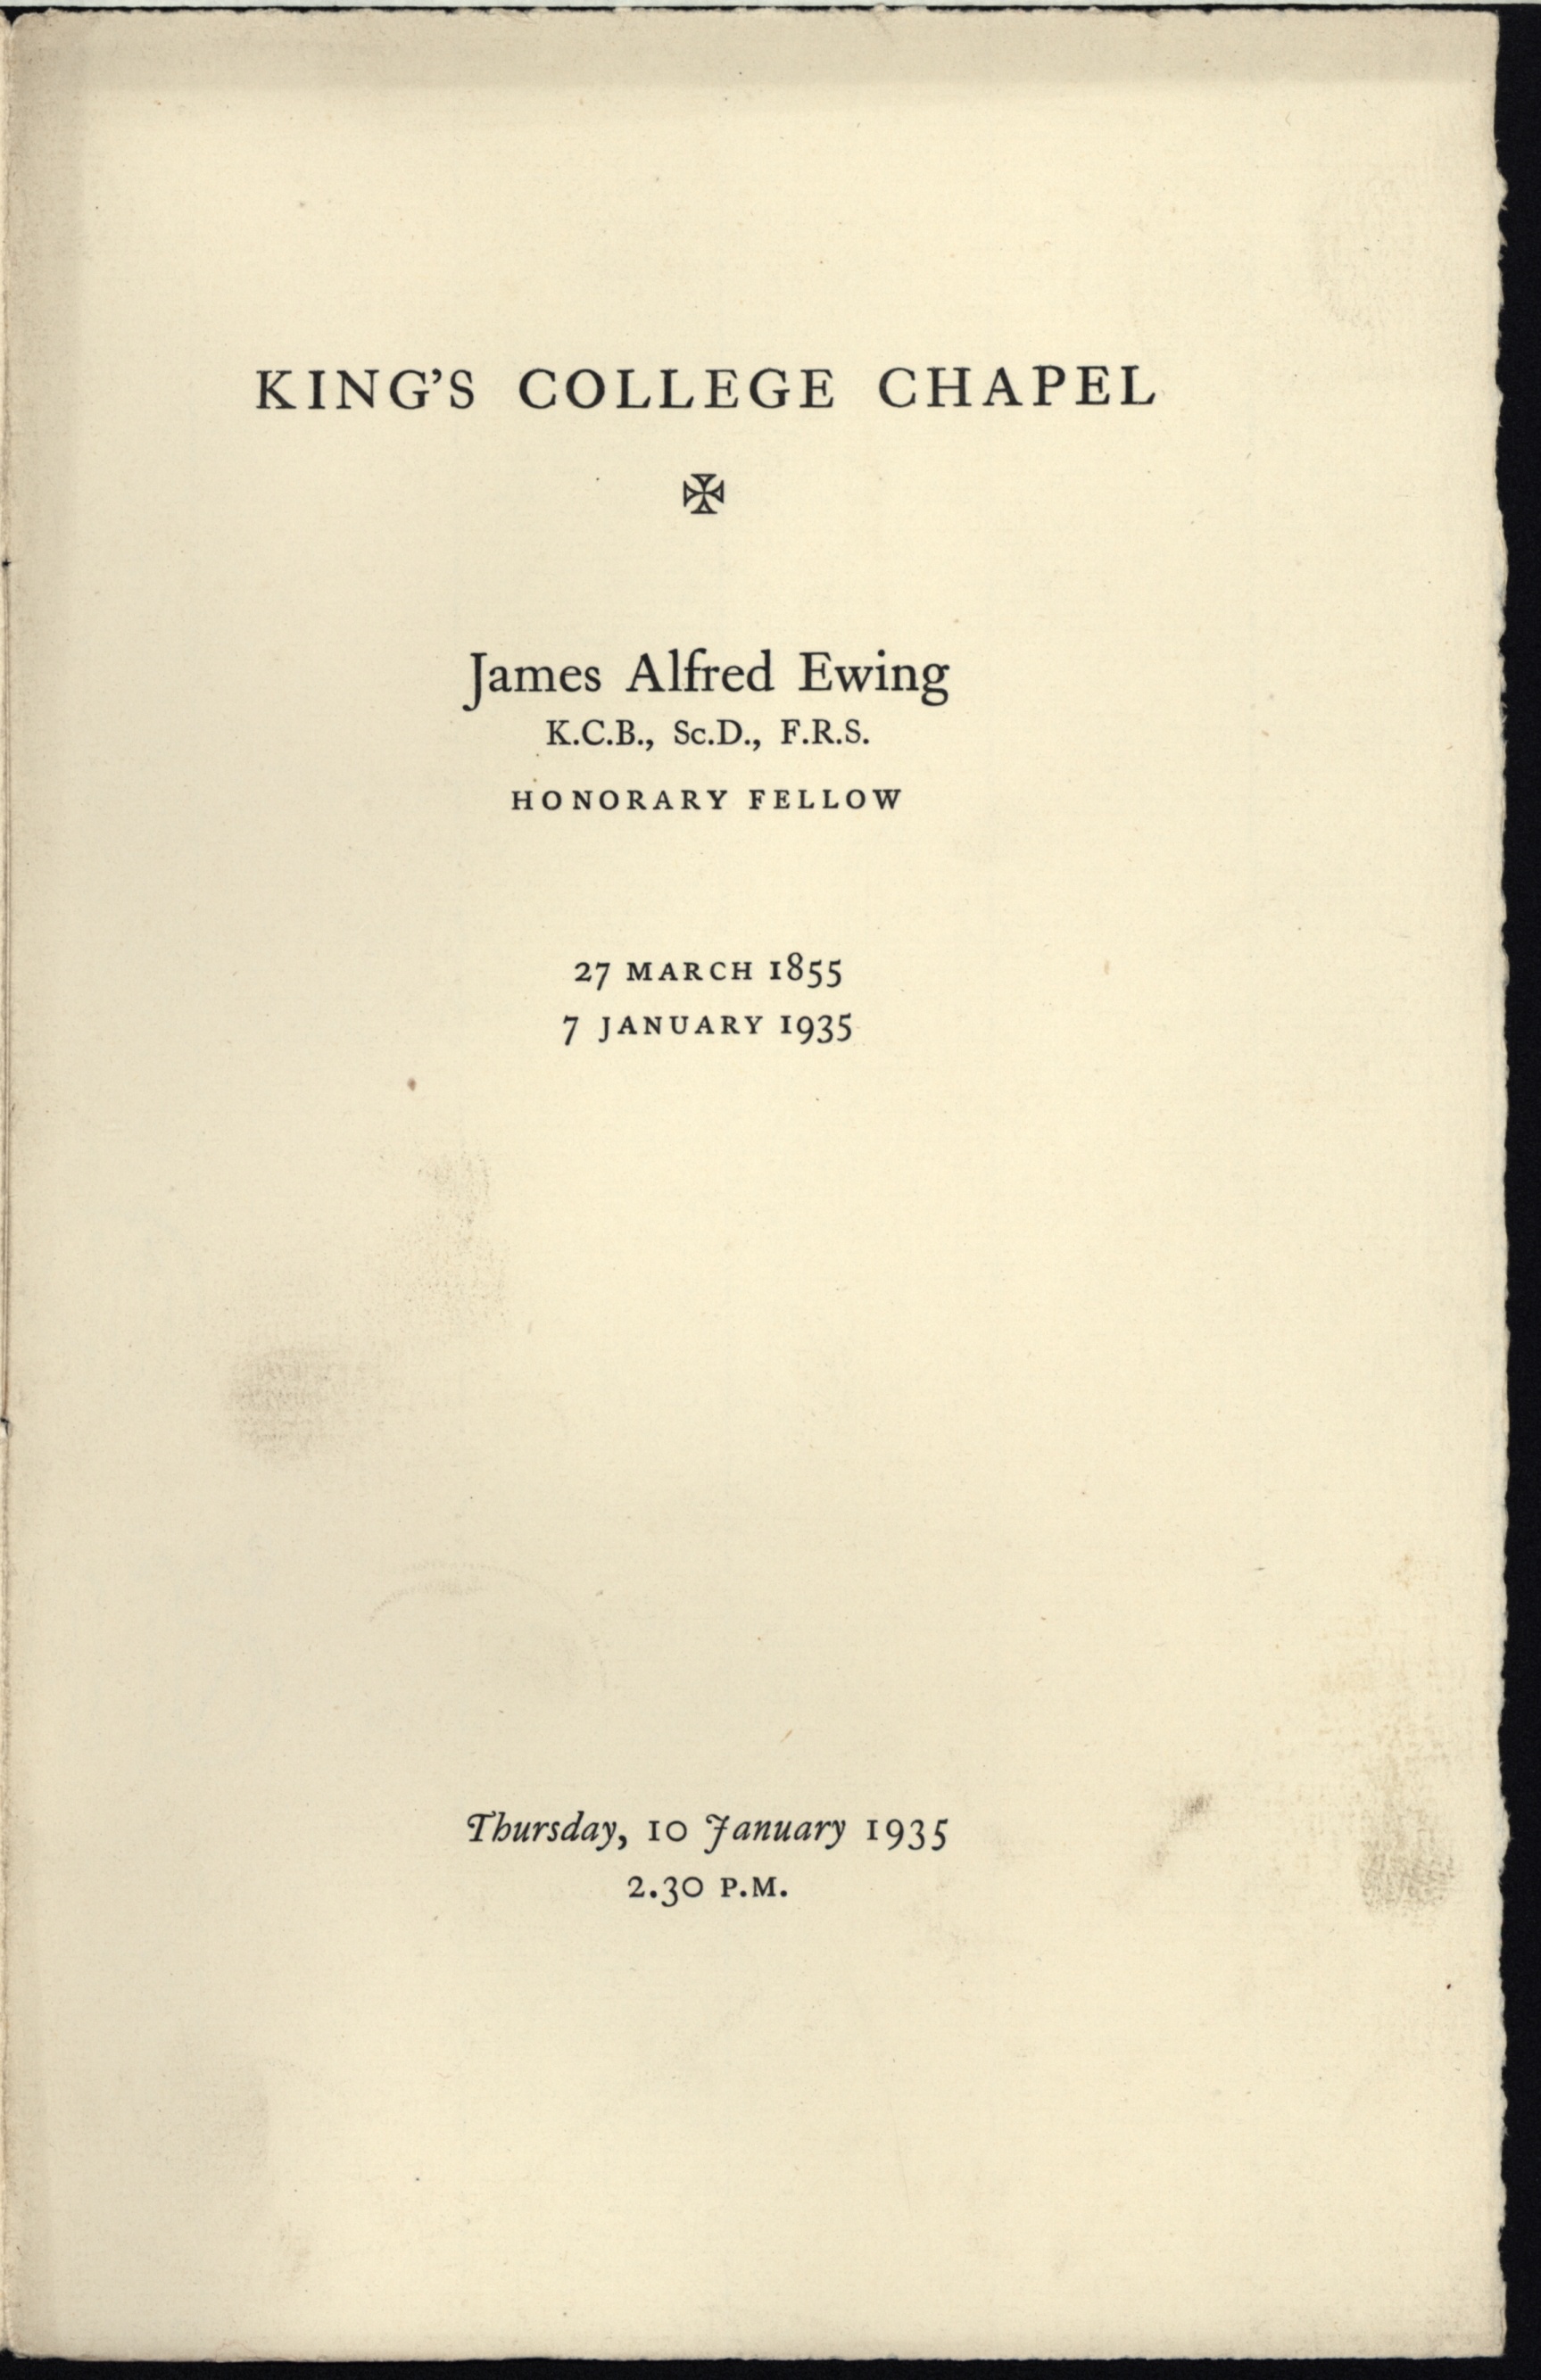 KING'S COLLEGE CHAPEL
✠
James Alfred Ewing
K.C.B., Sc.D., F.R.S.
HONORARY FELLOW
27 MARCH 1855
7 JANUARY 1935
Thursday, 10 January 1935
2.30 P.M.